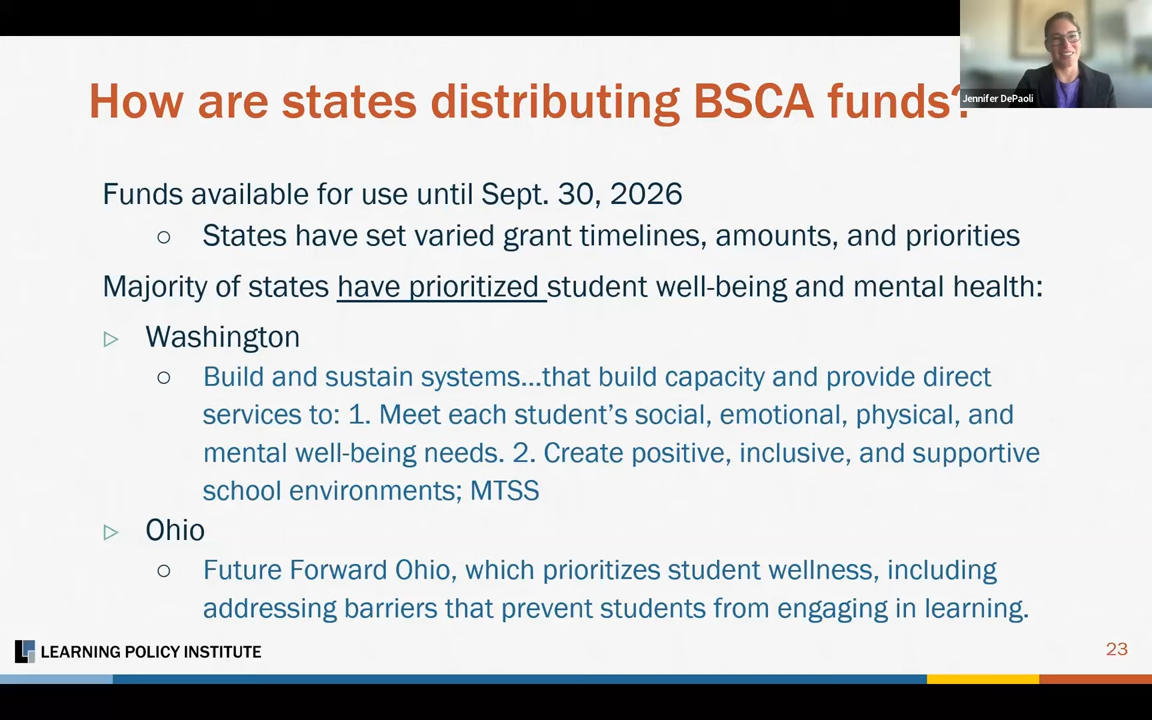 How are states distributing BSCA funds?
Jennifer DePaoli
Funds available for use until Sept. 30, 2026
○ States have set varied grant timelines, amounts, and priorities
Majority of states have prioritized student well-being and mental health:
▷ Washington
○ Build and sustain systems...that build capacity and provide direct
services to: 1. Meet each student’s social, emotional, physical, and
mental well-being needs. 2. Create positive, inclusive, and supportive
school environments; MTSS
▷ Ohio
○ Future Forward Ohio, which prioritizes student wellness, including
addressing barriers that prevent students from engaging in learning.
LEARNING POLICY INSTITUTE
23